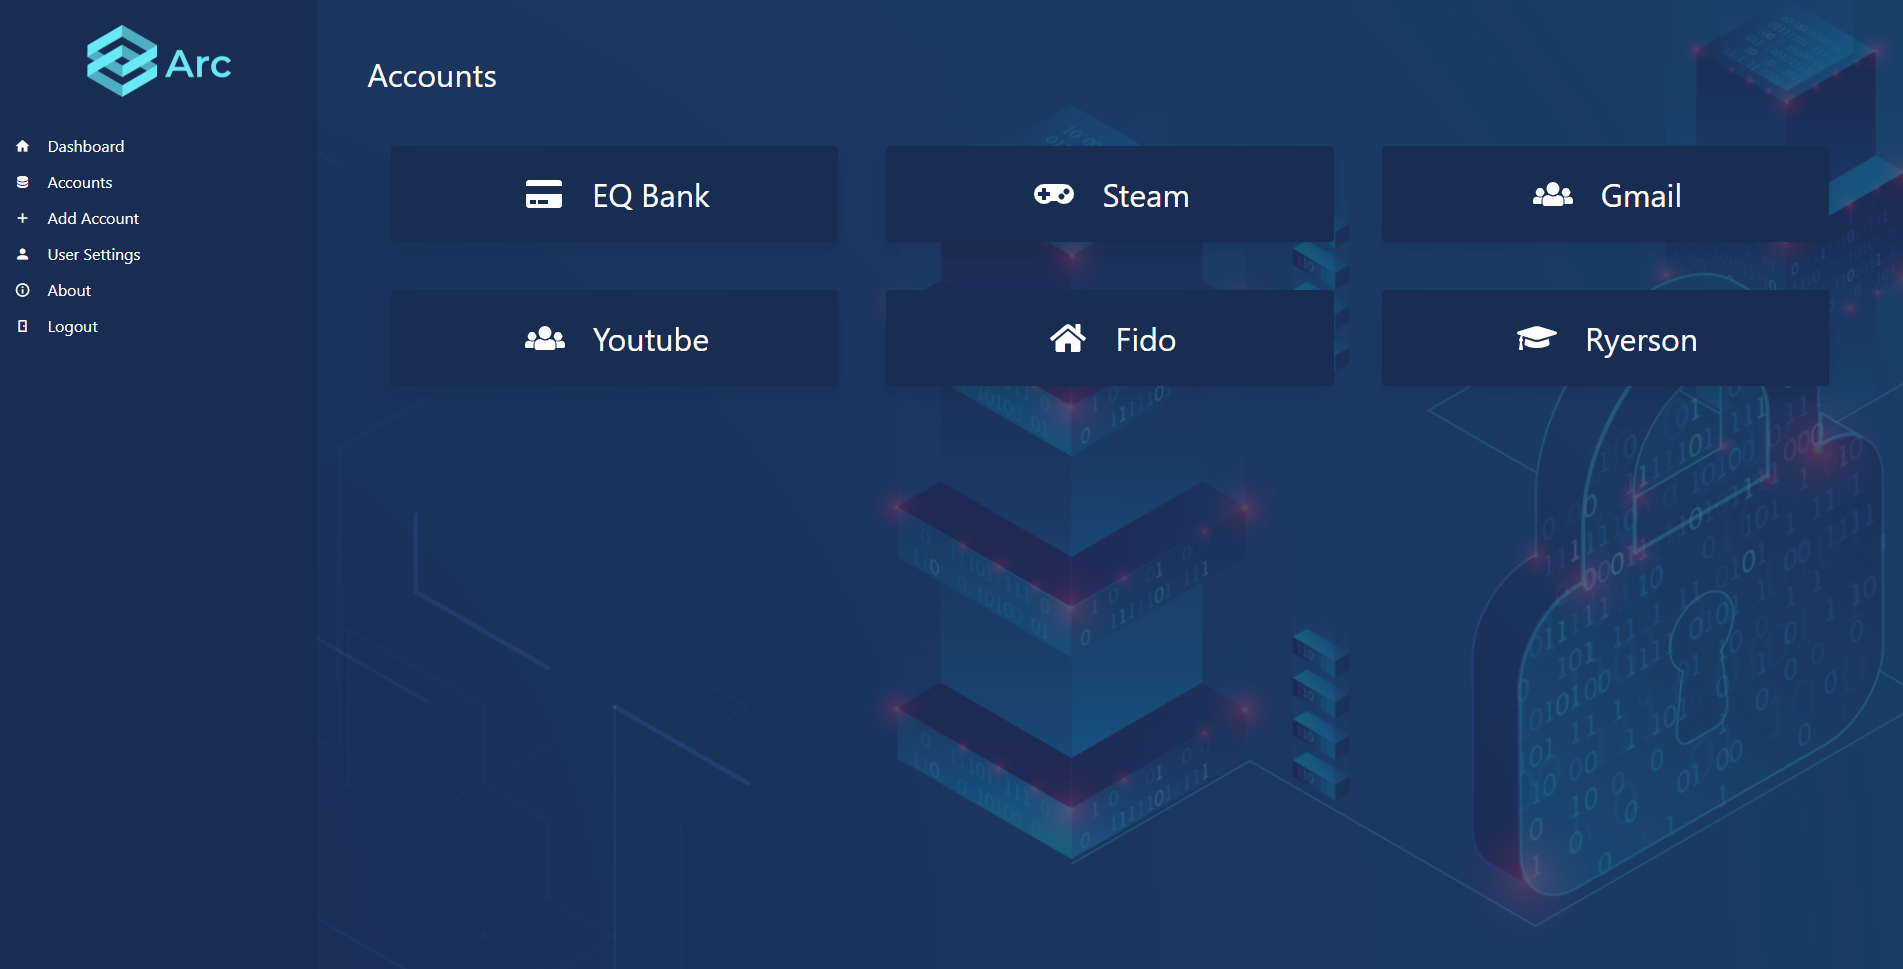 Arc
Dashboard
Accounts
Add Account
User Settings
About
Logout
Accounts
EQ Bank
Steam
Gmail
Youtube
Fido
Ryerson